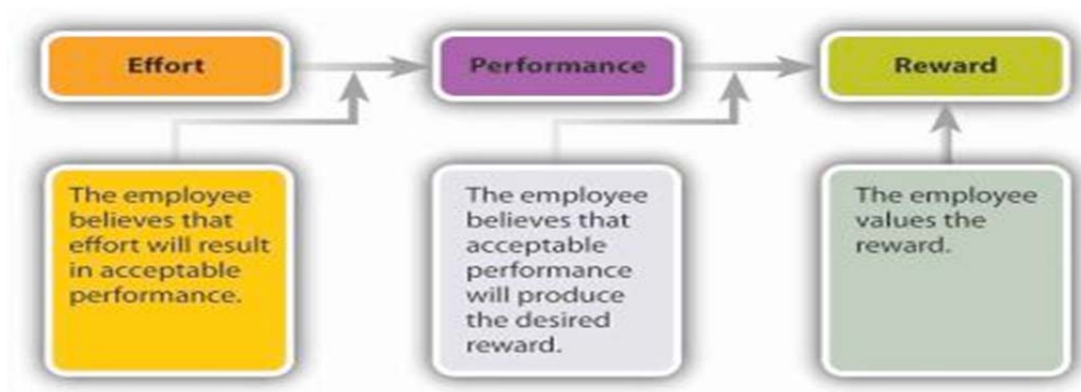 Effort
Performance
Reward
The employee
believes that
effort will result
in acceptable
performance.
The employee
believes that
acceptable
performance
will produce
the desired
reward.
The employee
values the
reward.